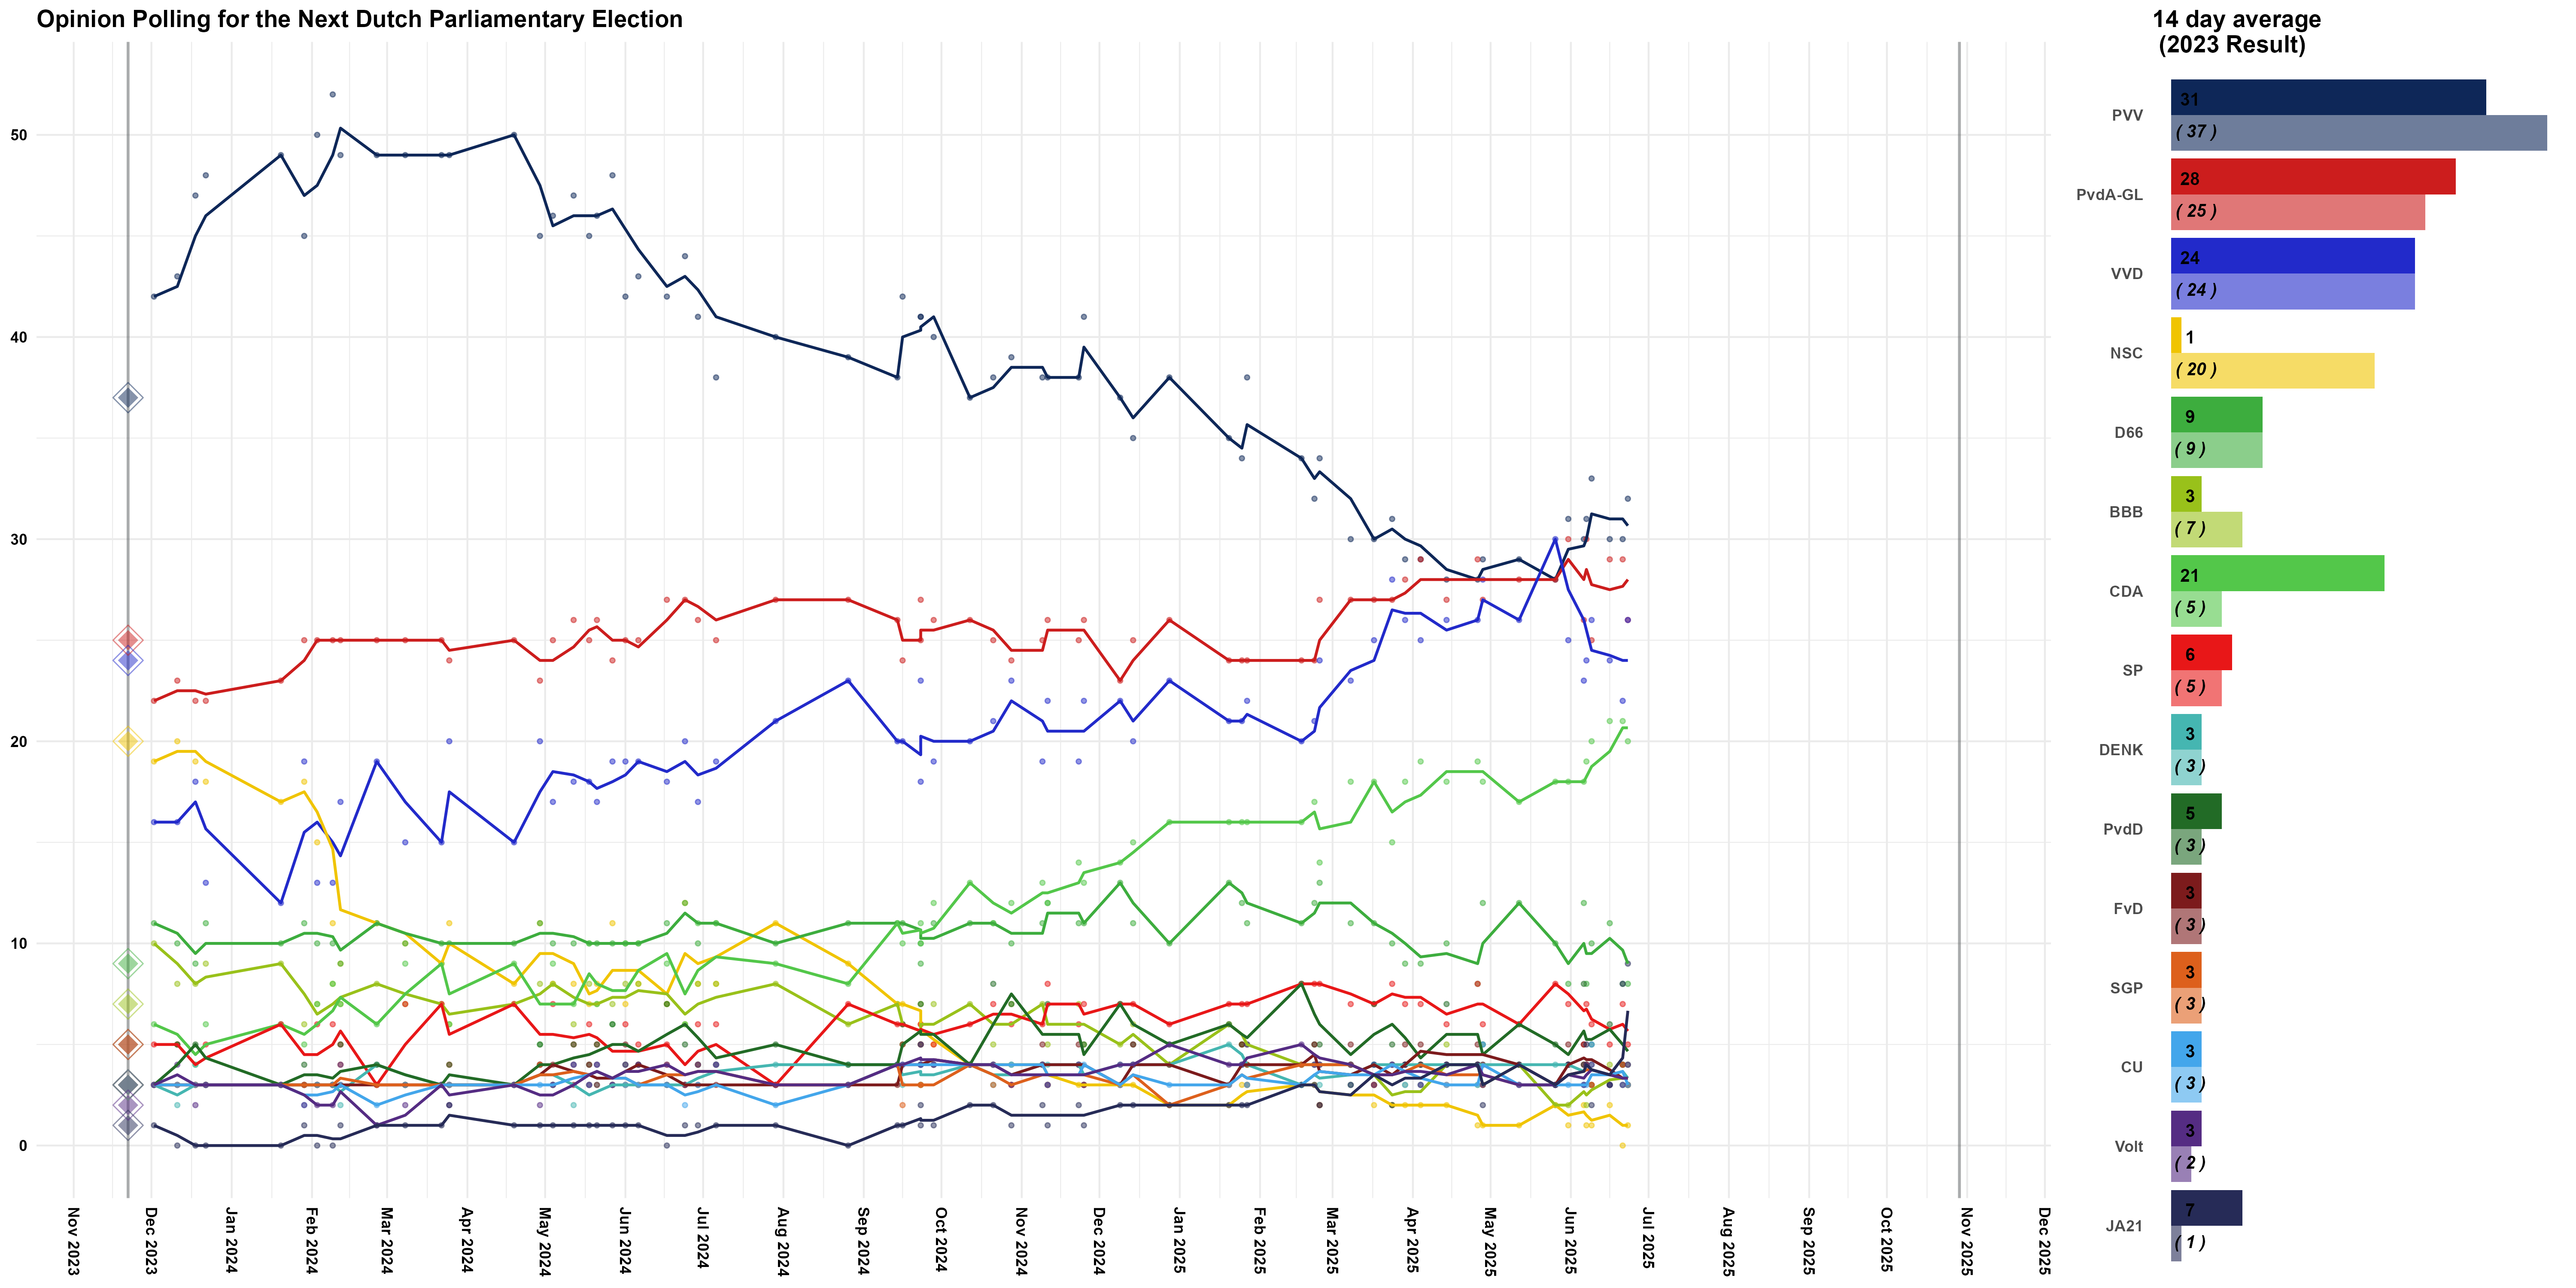 Opinion Polling for the Next Dutch Parliamentary Election
50
40
30
20
10
0
Nov 2023
Dec 2023
Jan 2024
Feb 2024
Mar 2024
Apr 2024
May 2024
Jun 2024
Jul 2024
Aug 2024
Sep 2024
Oct 2024
Nov 2024
Dec 2024
Jan 2025
Feb 2025
Mar 2025
Apr 2025
May 2025
Jun 2025
Jul 2025
Aug 2025
Sep 2025
Oct 2025
Nov 2025
Dec 2025
14 day average
(2023 Result)
PVV
31
( 37 )
PvdA-GL
28
( 25 )
VVD
24
( 24 )
NSC
1
( 20 )
D66
9
( 9 )
BBB
3
( 7 )
CDA
21
( 5 )
SP
6
( 5 )
DENK
3
( 3 )
PvdD
5
( 3 )
FvD
3
( 3 )
SGP
3
( 3 )
CU
3
( 3 )
Volt
3
( 2 )
JA21
7
( 1 )